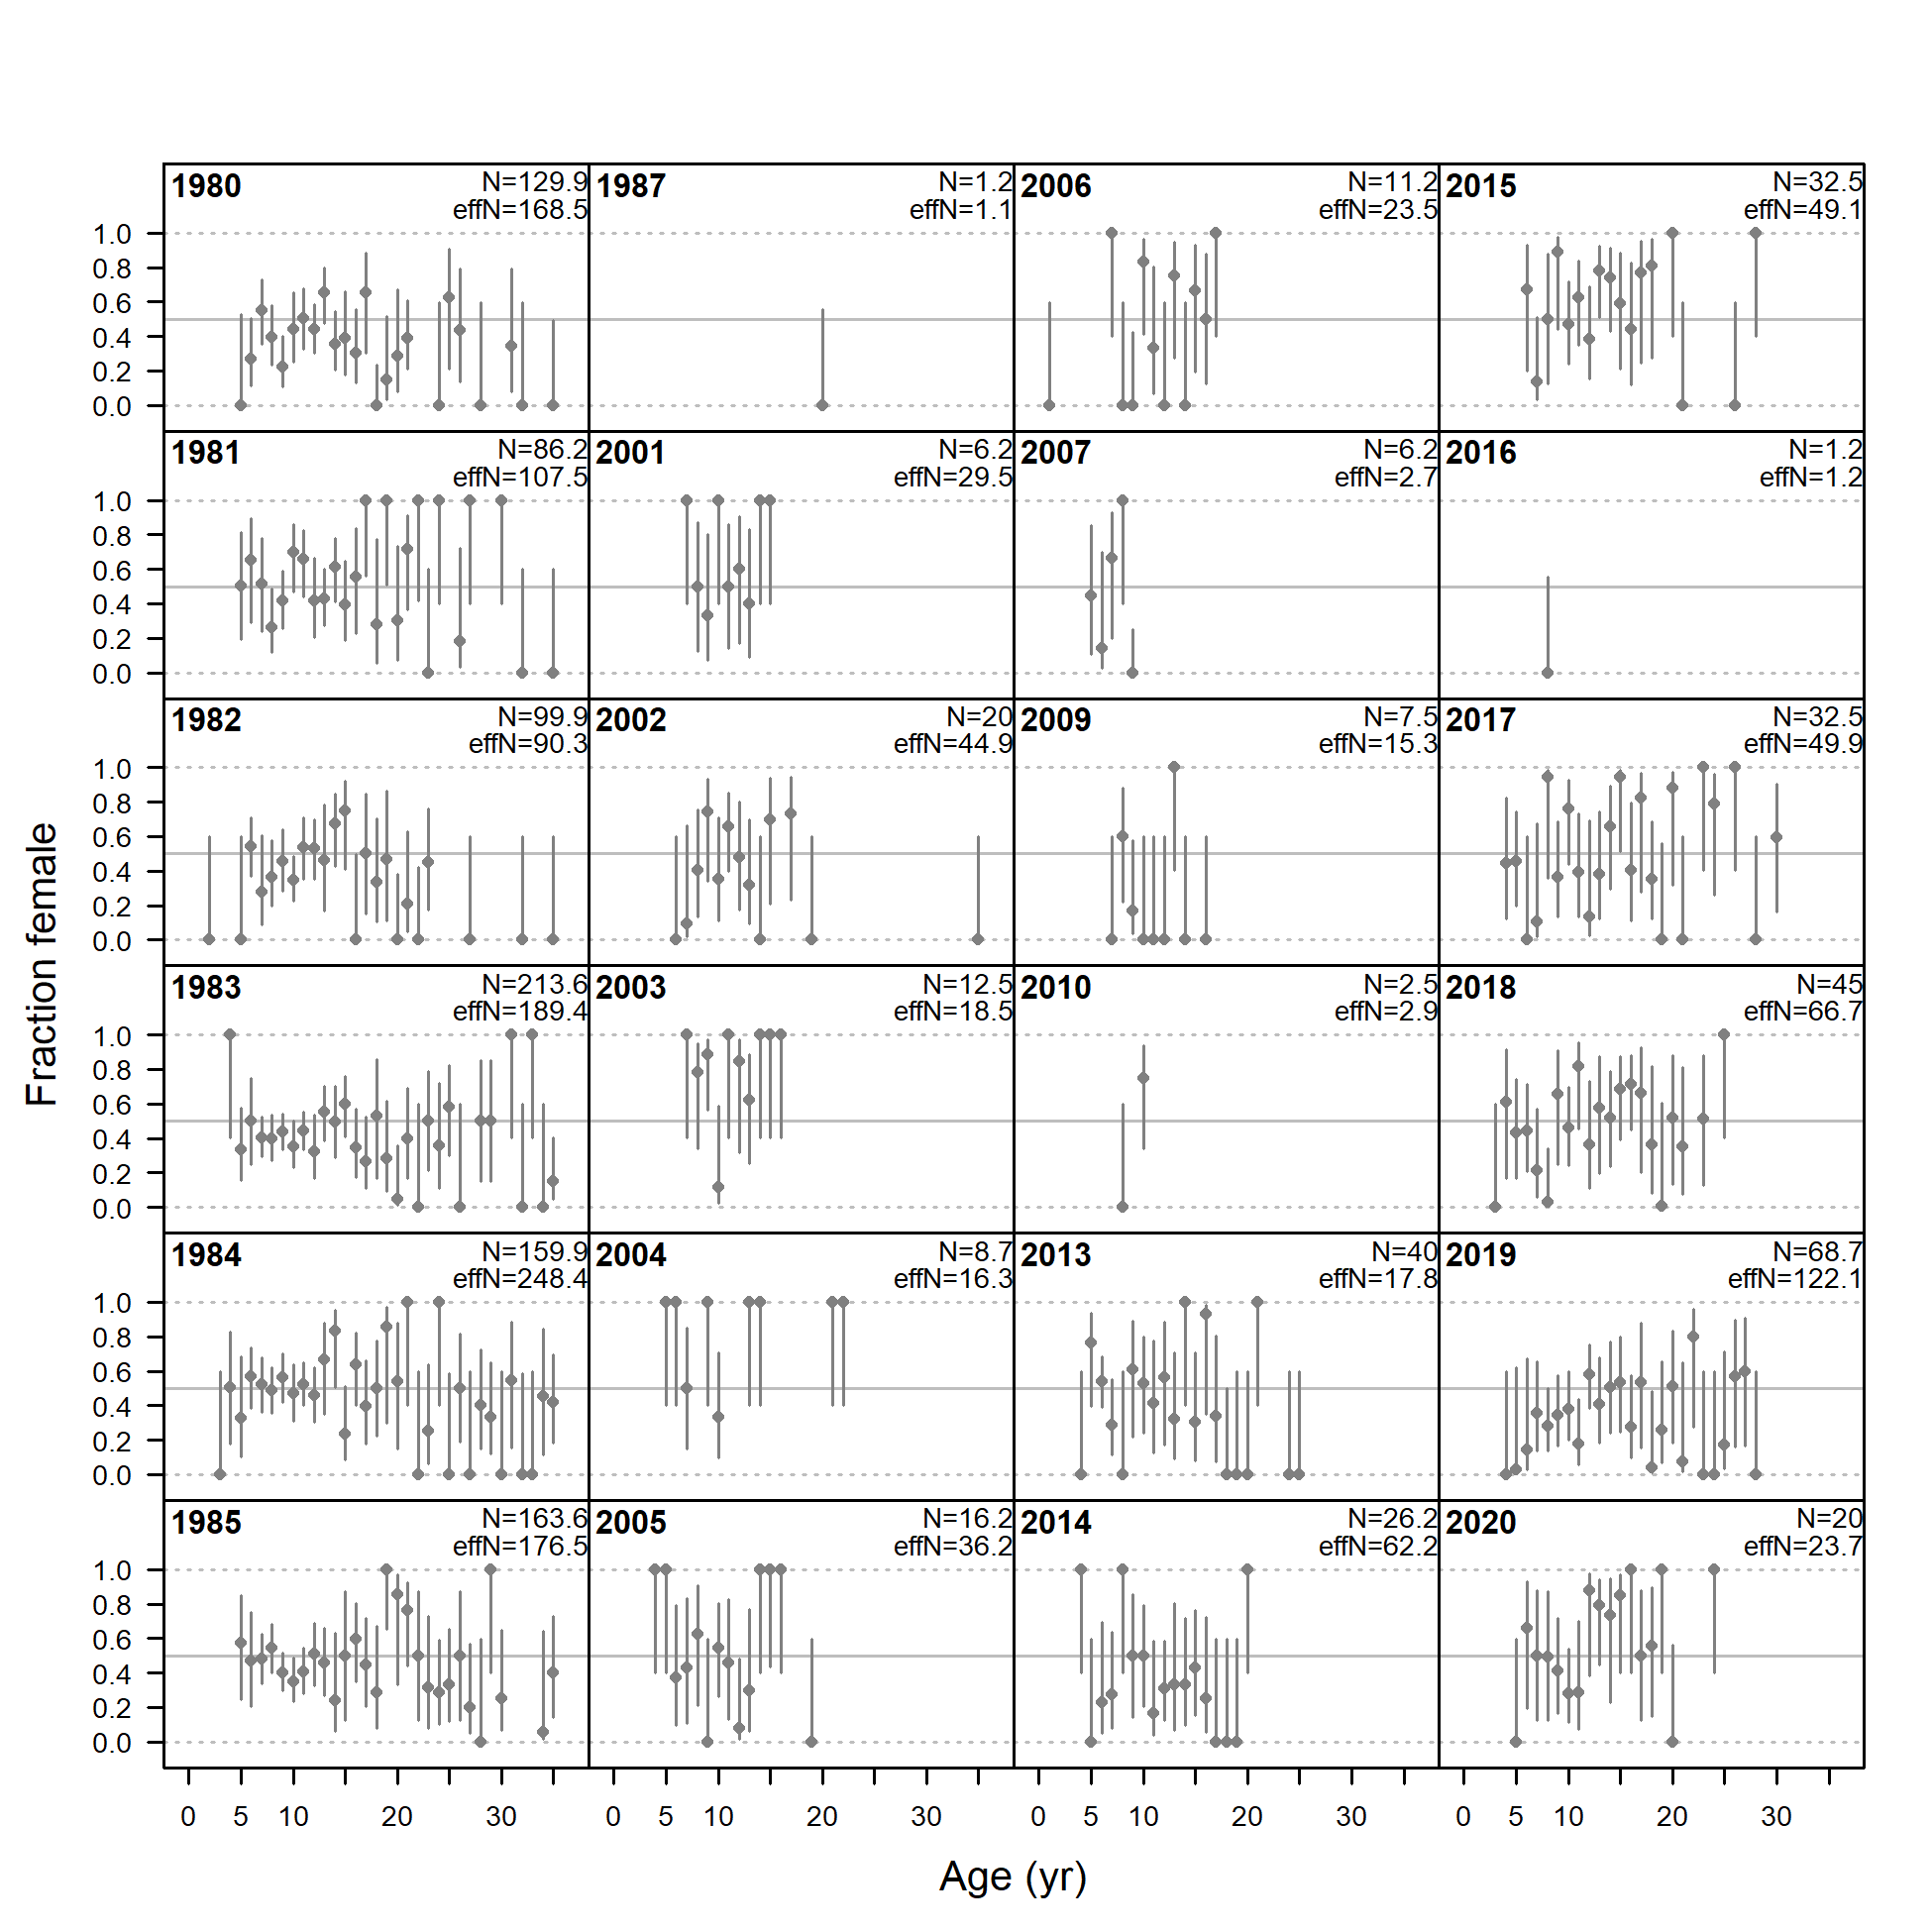 1980 N=129.9 1987 N=1.2 2006 N=11.2 2015 N=32.5
effN=168.5 effN=1.1 effN=23.5 effN=49.1
1.0
0.8
0.6
0.4
0.2
0.0
1981 N=86.2 2001 N=6.2 2007 N=6.2 2016 N=1.2
effN=107.5 effN=29.5 effN=2.7 effN=1.2
1.0
0.8
0.6
0.4
0.2
0.0
1982 N=99.9 2002 N=20 2009 N=7.5 2017 N=32.5
effN=90.3 effN=44.9 effN=15.3 effN=49.9
1.0
0.8
0.6
0.4
0.2
0.0
Fraction female
1983 N=213.6 2003 N=12.5 2010 N=2.5 2018 N=45
effN=189.4 effN=18.5 effN=2.9 effN=66.7
1.0
0.8
0.6
0.4
0.2
0.0
1984 N=159.9 2004 N=8.7 2013 N=40 2019 N=68.7
effN=248.4 effN=16.3 effN=17.8 effN=122.1
1.0
0.8
0.6
0.4
0.2
0.0
1985 N=163.6 2005 N=16.2 2014 N=26.2 2020 N=20
effN=176.5 effN=36.2 effN=62.2 effN=23.7
1.0
0.8
0.6
0.4
0.2
0.0
0 5 10 20 30 0 5 10 20 30 0 5 10 20 30 0 5 10 20 30
Age (yr)